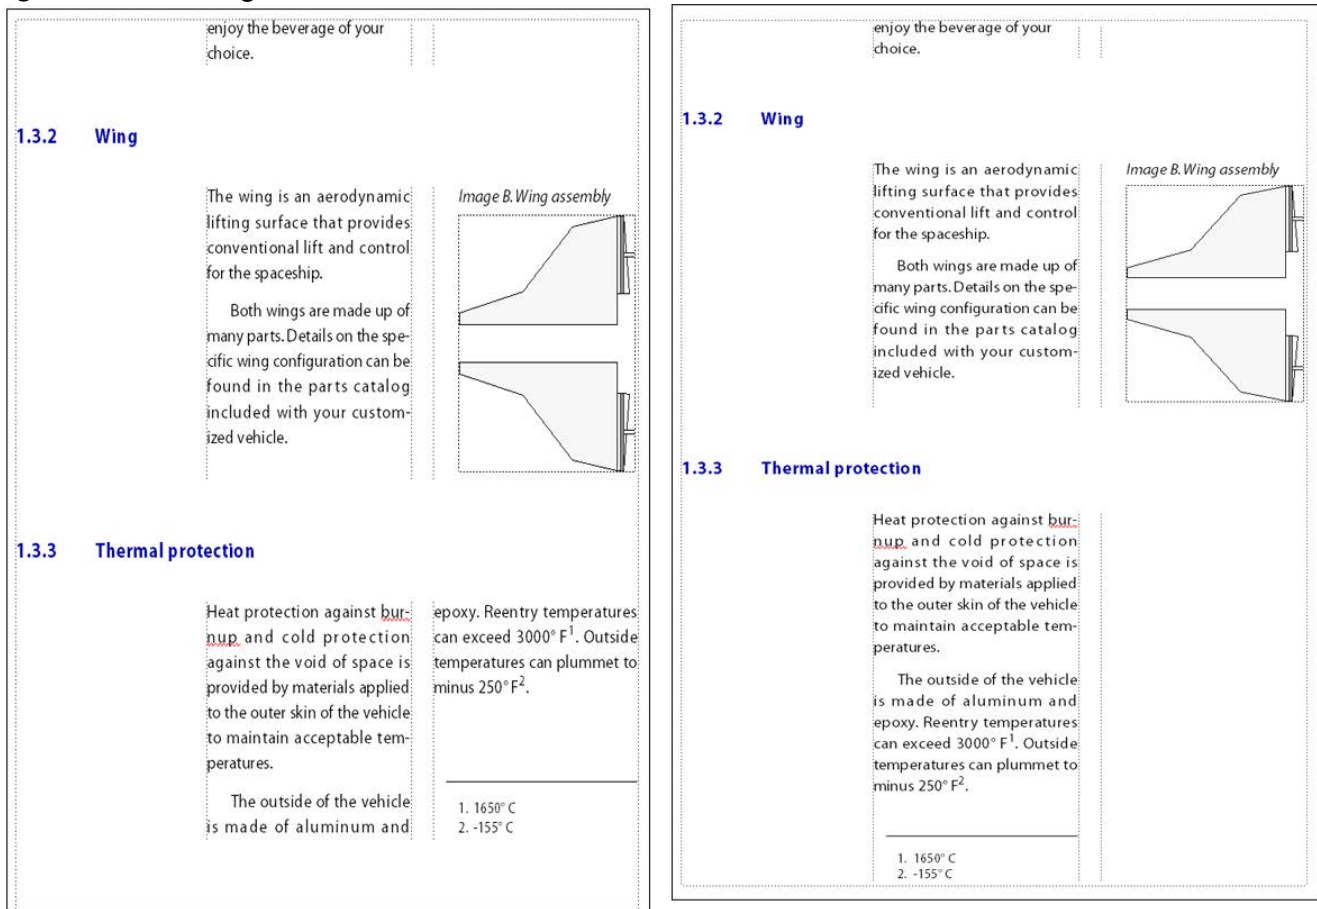 enjoy the beverage of your
choice.
1.3.2 Wing
The wing is an aerodynamic
lifting surface that provides
conventional lift and control
for the spaceship.
Both wings are made up of
many parts. Details on the spe-
cific wing configuration can be
found in the parts catalog
included with your custom-
ized vehicle.
Image B. Wing assembly
1.3.3 Thermal protection
Heat protection against bur-
nup and cold protection
against the void of space is
provided by materials applied
to the outer skin of the vehicle
to maintain acceptable tem-
peratures.
The outside of the vehicle
is made of aluminum and
epoxy. Reentry temperatures
can exceed 3000° F1. Outside
temperatures can plummet to
minus 250° F2.
1. 1650° C
2. -155° C
enjoy the beverage of your
choice.
1.3.2 Wing
The wing is an aerodynamic
lifting surface that provides
conventional lift and control
for the spaceship.
Both wings are made up of
many parts. Details on the spe-
cific wing configuration can be
found in the parts catalog
included with your custom-
ized vehicle.
Image B. Wing assembly
1.3.3 Thermal protection
Heat protection against bur-
nup and cold protection
against the void of space is
provided by materials applied
to the outer skin of the vehicle
to maintain acceptable tem-
peratures.
The outside of the vehicle
is made of aluminum and
epoxy. Reentry temperatures
can exceed 3000° F1. Outside
temperatures can plummet to
minus 250° F2.
1. 1650° C
2. -155° C